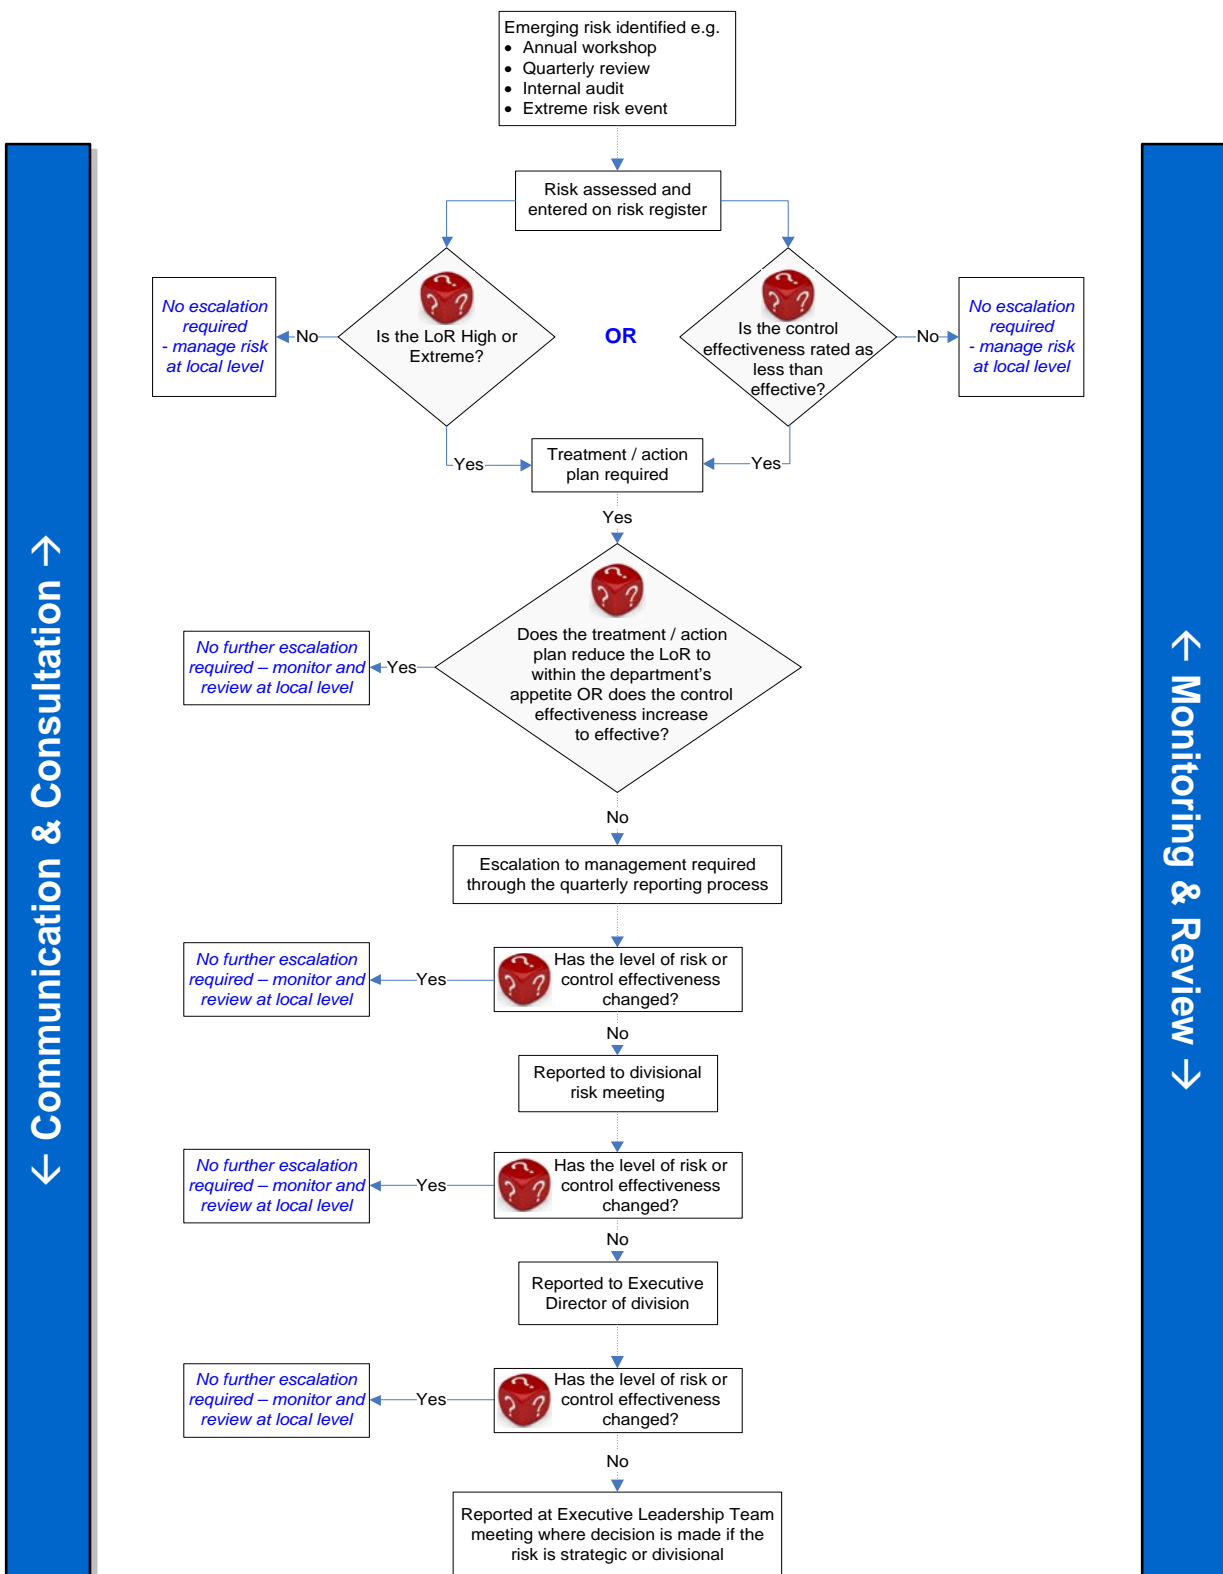 Emerging risk identified e.g.
• Annual workshop
• Quarterly review
• Internal audit
• Extreme risk event
Risk assessed and
entered on risk register
No escalation
required
- manage risk
at local level
No
Is the LoR High or
Extreme?
OR
Is the control
effectiveness rated as
less than
effective?
No
No escalation
required
- manage risk
at local level
Yes
Treatment / action
plan required
Yes
Yes
Does the treatment / action
plan reduce the LoR to
within the department's
appetite OR does the control
effectiveness increase
to effective?
Yes
No further escalation
required – monitor and
review at local level
No
Escalation to management required
through the quarterly reporting process
Has the level of risk or
control effectiveness
changed?
Yes
No further escalation
required – monitor and
review at local level
No
Reported to divisional
risk meeting
Has the level of risk or
control effectiveness
changed?
Yes
No further escalation
required – monitor and
review at local level
No
Reported to Executive
Director of division
Has the level of risk or
control effectiveness
changed?
Yes
No further escalation
required – monitor and
review at local level
No
Reported at Executive Leadership Team
meeting where decision is made if the
risk is strategic or divisional
← Communication & Consultation →
← Monitoring & Review →